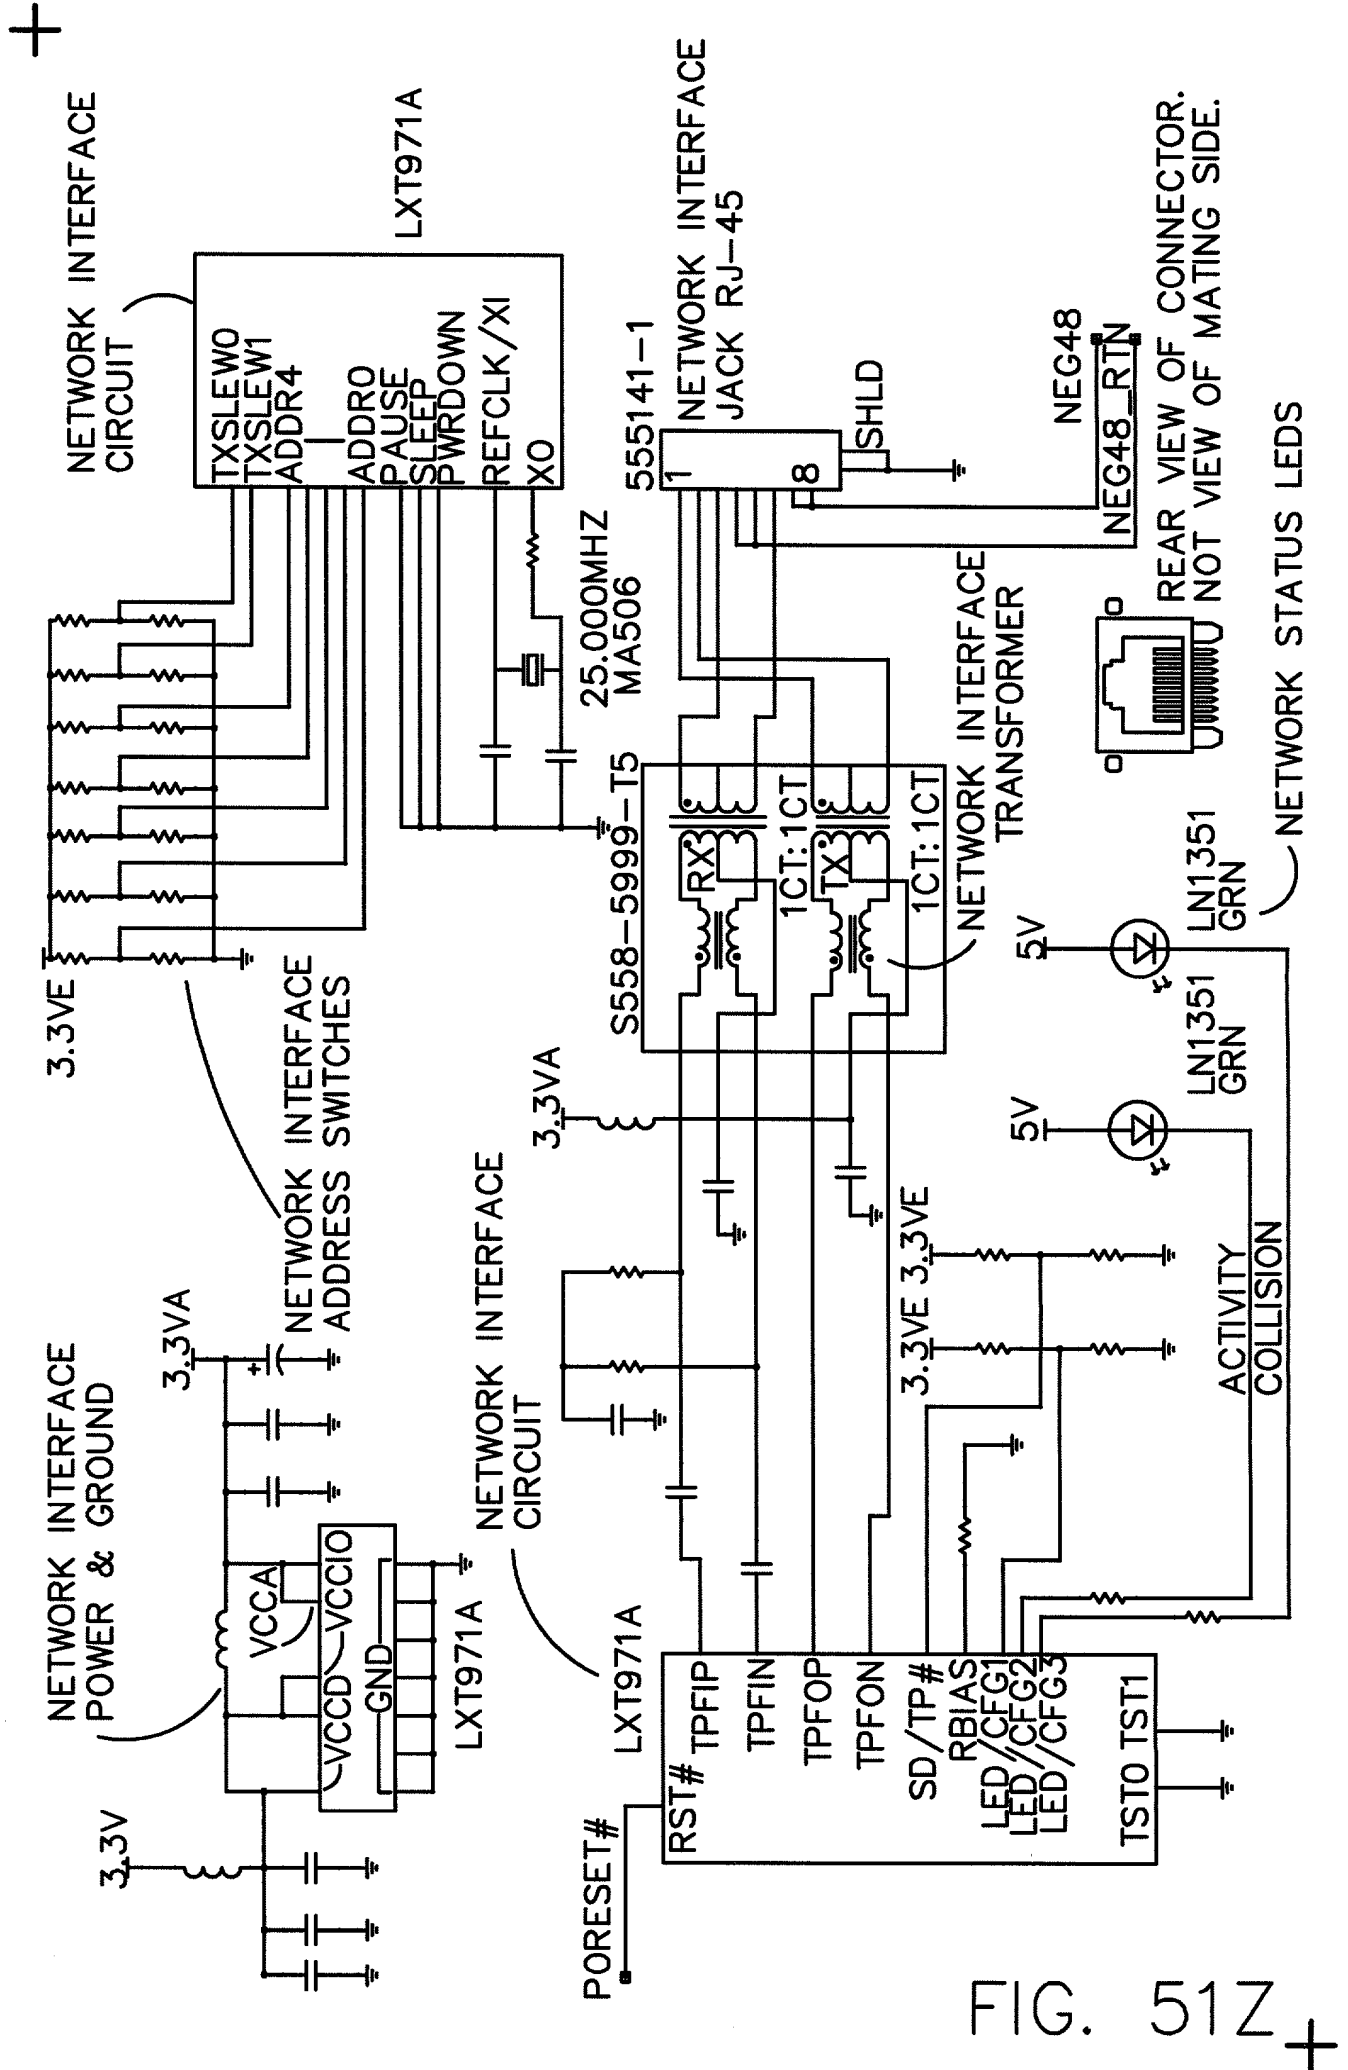 NETWORK INTERFACE
POWER & GROUND
3.3V
3.3VA
VCCA
VCCD
VCCIO
GND
LXT971A
3.3VE
NETWORK INTERFACE
ADDRESS SWITCHES
NETWORK INTERFACE
CIRCUIT
TXSLEW0
TXSLEW1
ADDR4
ADDR0
PAUSE
SLEEP
PWRDOWN
REFCLK/XI
XO
LXT971A
25.000MHZ
MA506
NETWORK INTERFACE
CIRCUIT
PORESET#
LXT971A
RST#
TPFIP
TPFIN
TPFOP
TPFON
SD/TP#
RBIAS
LED/CFG1
LED/CFG2
LED/CFG3
TST0 TST1
3.3VA
S558-5999-T5
RX
1CT:1CT
TX
1CT:1CT
NETWORK INTERFACE
TRANSFORMER
555141-1
NETWORK INTERFACE
JACK RJ-45
1
8
SHLD
NEG48
NEG48_RTN
3.3VE
3.3VE
5V
5V
LN1351
GRN
LN1351
GRN
ACTIVITY
COLLISION
REAR VIEW OF CONNECTOR.
NOT VIEW OF MATING SIDE.
NETWORK STATUS LEDS
FIG. 51Z